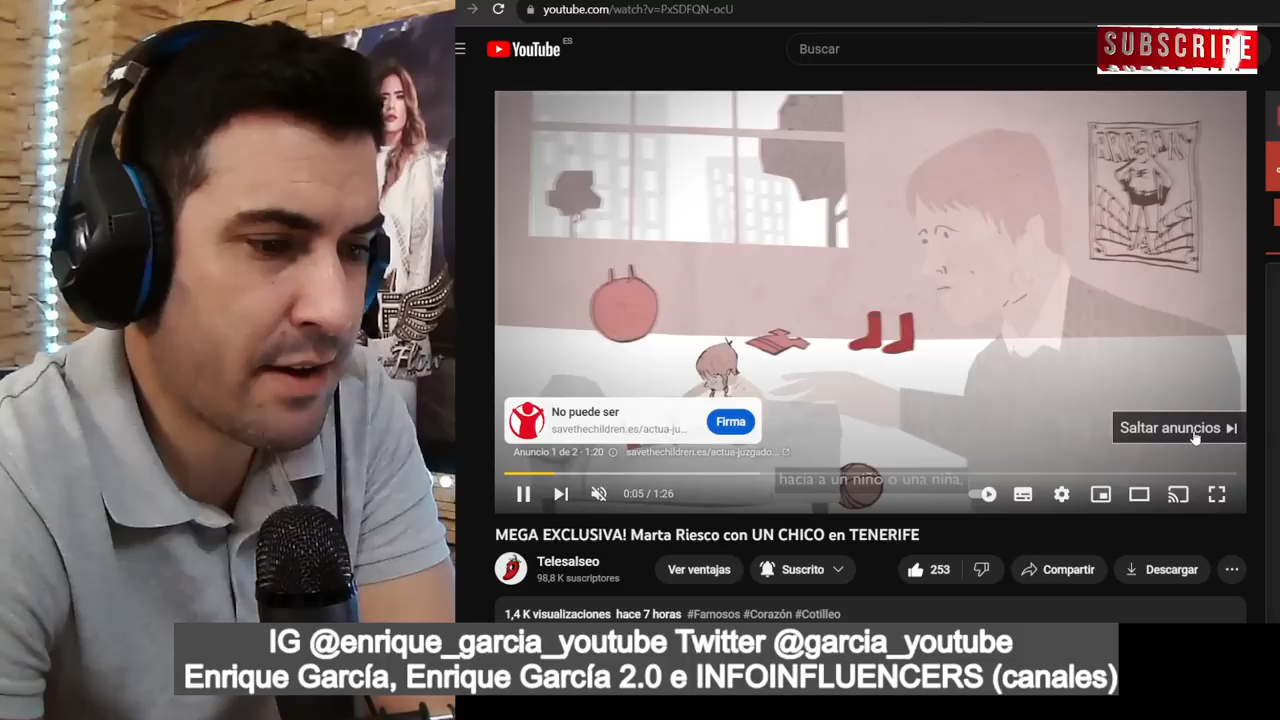 youtube.com/watch?v=PxSDFQN-ocU
YouTube ES
Buscar
SUBSCRIBE
Flow
No puede ser
savethechildren.es/actua-ju...
Firma
Saltar anuncios
Anuncio 1 de 2 · 1:20
savethechildren.es/actua-juzgado...
hacia a un niño o una niña,
0:05 / 1:26
MEGA EXCLUSIVA! Marta Riesco con UN CHICO en TENERIFE
Telesalseo
98,8 K suscriptores
Ver ventajas
Suscrito
253
Compartir
Descargar
1,4 K visualizaciones hace 7 horas #Famosos #Corazón #Cotilleo
IG @enrique_garcia_youtube Twitter @garcia_youtube
Enrique García, Enrique García 2.0 e INFOINFLUENCERS (canales)